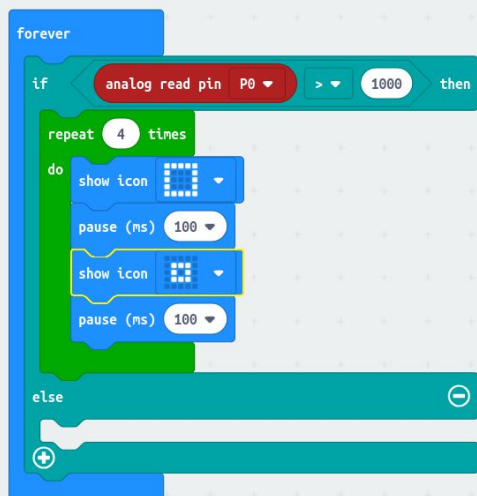 forever
if analog read pin P0 > 1000 then
repeat 4 times
do
show icon
pause (ms) 100
show icon
pause (ms) 100
else